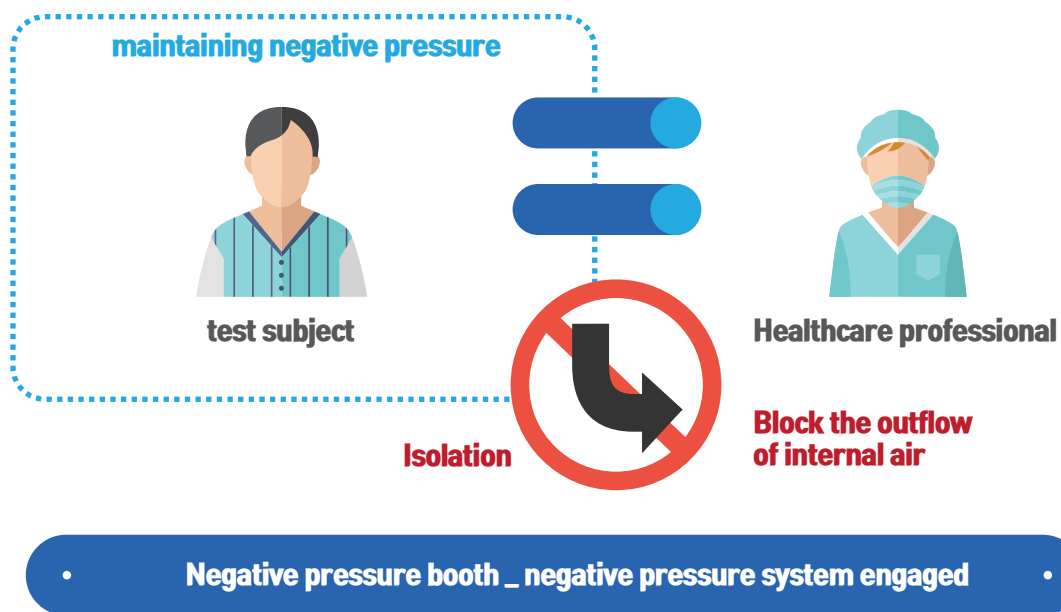 maintaining negative pressure
test subject
Healthcare professional
Isolation
Block the outflow
of internal air
Negative pressure booth _ negative pressure system engaged